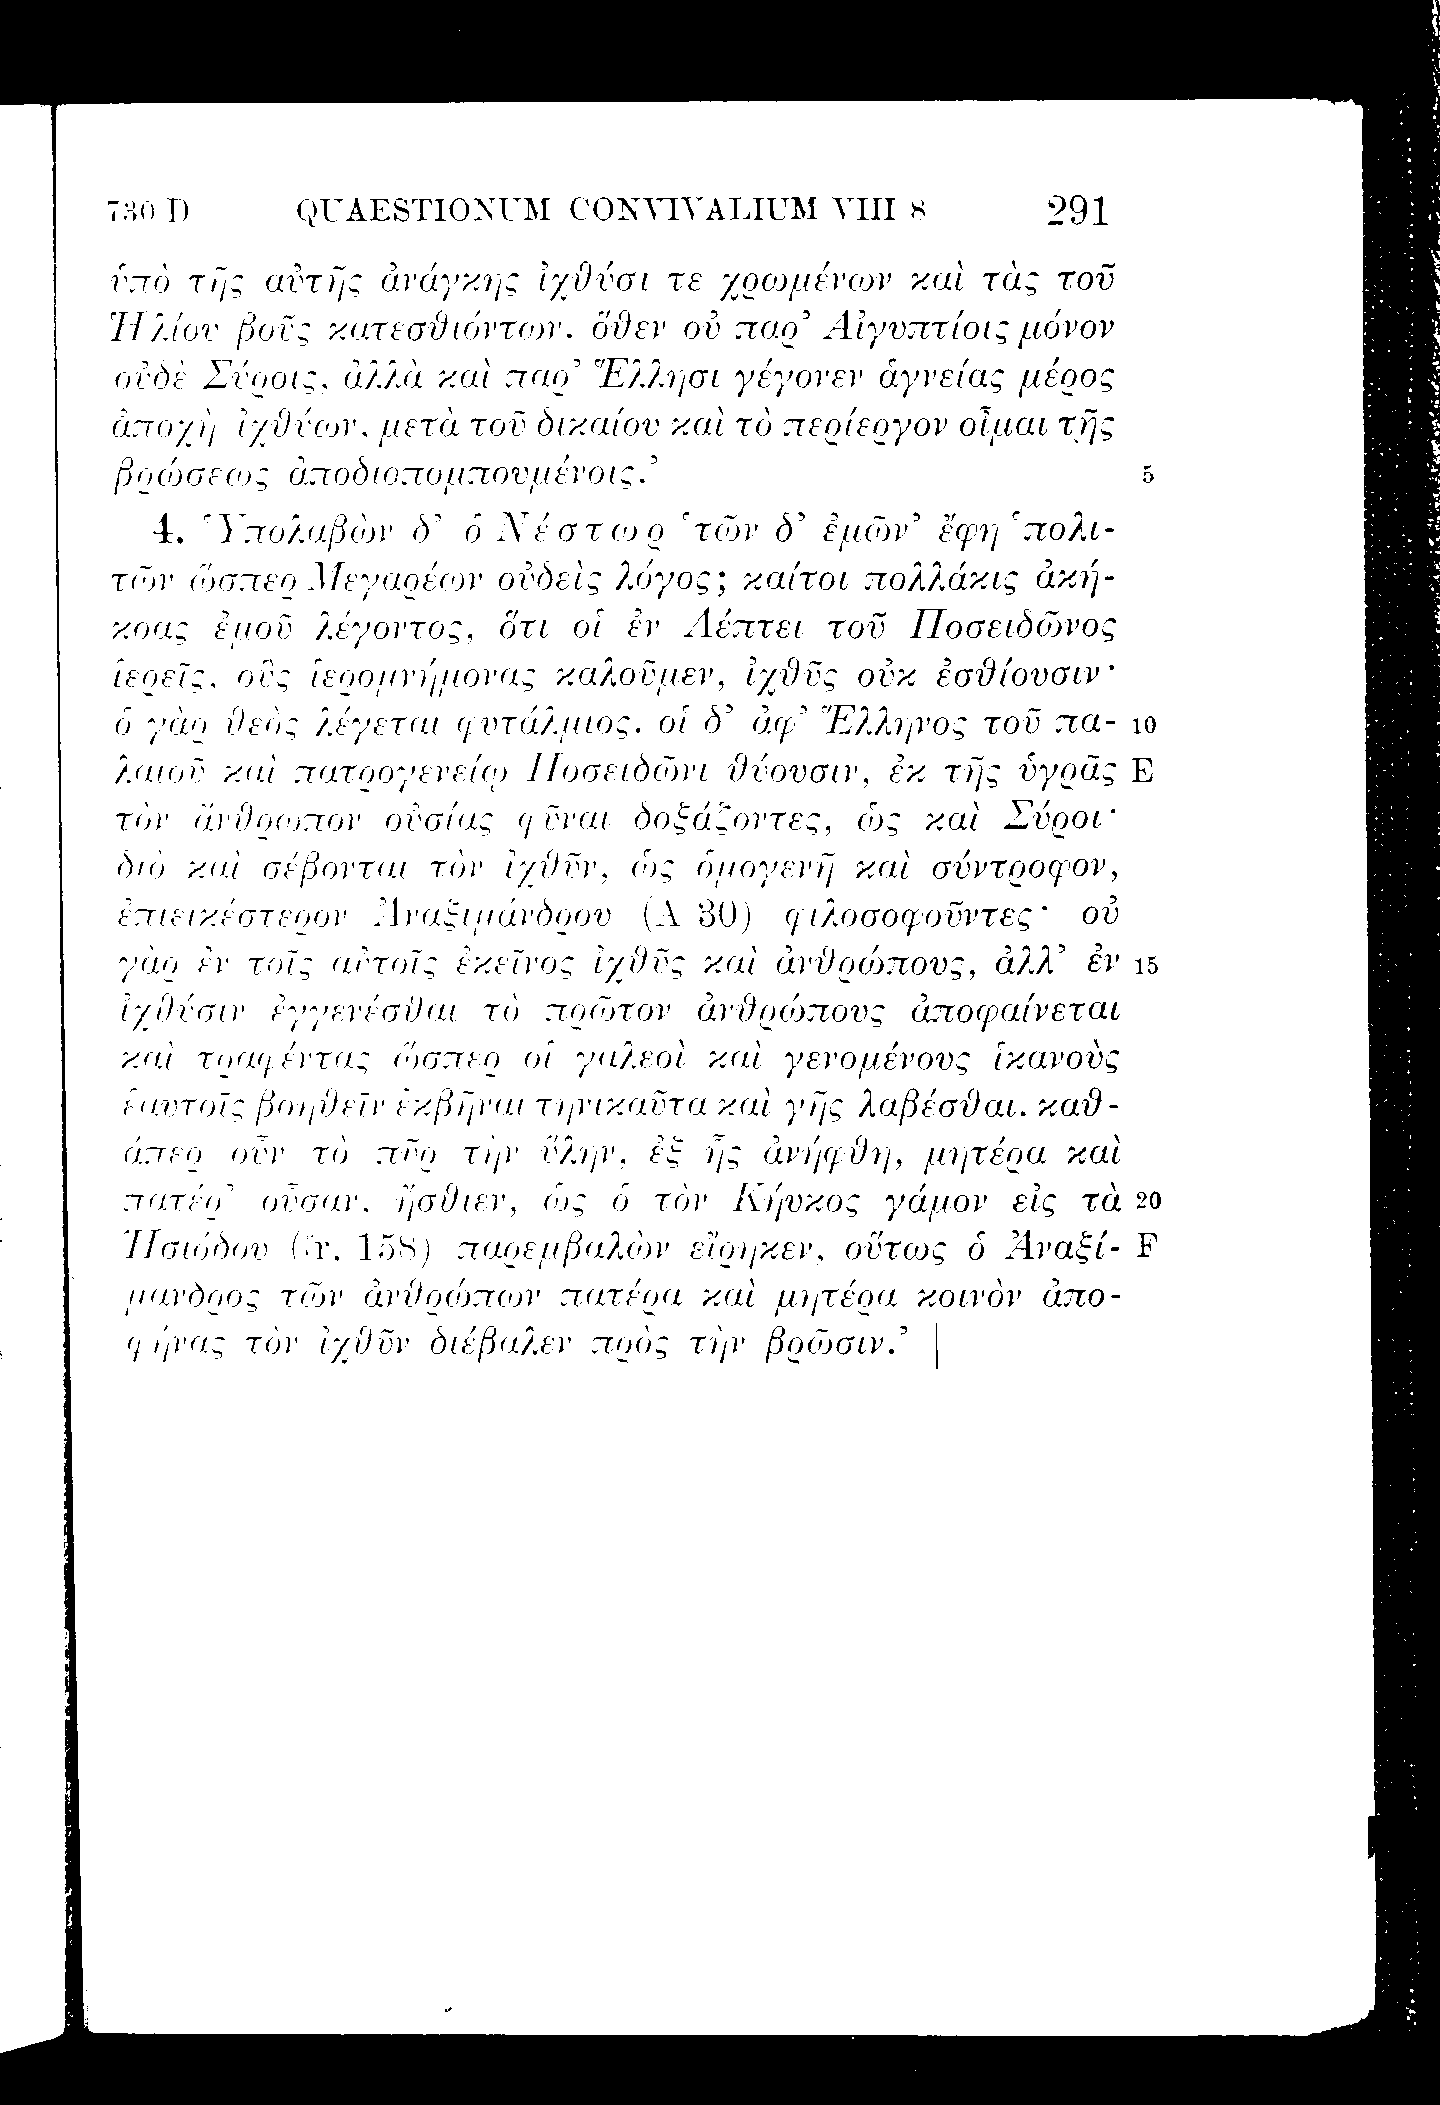 730 D QUAESTIONUM CONVIVALIUM VIII 8 291
ὑπὸ τῆς αὐτῆς ἀνάγκης ἰχθύσι τε χρωμένων καὶ τὰς τοῦ
Ἡλίου βοῦς κατεσθιόντων. ὅθεν οὐ παρ’ Αἰγυπτίοις μόνον
οὐδὲ Σύροις, ἀλλὰ καὶ παρ’ Ἕλλησι γέγονεν ἁγνείας μέρος
ἀποχὴ ἰχθύων, μετὰ τοῦ δικαίου καὶ τὸ περίεργον οἶμαι τῆς
βρώσεως ἀποδιοπομπουμένοις.’ 5
4. Ὑπολαβὼν δ’ ὁ Νέστωρ ‘τῶν δ’ ἐμῶν’ ἔφη ‘πολι-
τῶν ὥσπερ Μεγαρέων οὐδεὶς λόγος; καίτοι πολλάκις ἀκή-
κοας ἐμοῦ λέγοντος, ὅτι οἱ ἐν Λέπτει τοῦ Ποσειδῶνος
ἱερεῖς, οὓς ἱερομνήμονας καλοῦμεν, ἰχθῦς οὐκ ἐσθίουσιν·
ὁ γὰρ θεὸς λέγεται φυτάλμιος. οἱ δ’ ἀφ’ Ἕλληνος τοῦ πα- 10
λαιοῦ καὶ πατρογενείῳ Ποσειδῶνι θύουσιν, ἐκ τῆς ὑγρᾶς E
τὸν ἄνθρωπον οὐσίας φῦναι δοξάζοντες, ὡς καὶ Σύροι·
διὸ καὶ σέβονται τὸν ἰχθῦν, ὡς ὁμογενῆ καὶ σύντροφον,
ἐπιεικέστερον Ἀναξιμάνδρου (A 30) φιλοσοφοῦντες· οὐ
γὰρ ἐν τοῖς αὐτοῖς ἐκεῖνος ἰχθῦς καὶ ἀνθρώπους, ἀλλ’ ἐν 15
ἰχθύσιν ἐγγενέσθαι τὸ πρῶτον ἀνθρώπους ἀποφαίνεται
καὶ τραφέντας ὥσπερ οἱ γαλεοὶ καὶ γενομένους ἱκανοὺς
ἑαυτοῖς βοηθεῖν ἐκβῆναι τηνικαῦτα καὶ γῆς λαβέσθαι. καθ-
άπερ οὖν τὸ πῦρ τὴν ὕλην, ἐξ ἧς ἀνήφθη, μητέρα καὶ
πατέρ’ οὖσαν, ἤσθιεν, ὡς ὁ τὸν Κήυκος γάμον εἰς τὰ 20
Ἡσιόδου (fr. 158) παρεμβαλὼν εἴρηκεν, οὕτως ὁ Ἀναξί- F
μανδρος τῶν ἀνθρώπων πατέρα καὶ μητέρα κοινὸν ἀπο-
φήνας τὸν ἰχθῦν διέβαλεν πρὸς τὴν βρῶσιν.’ |